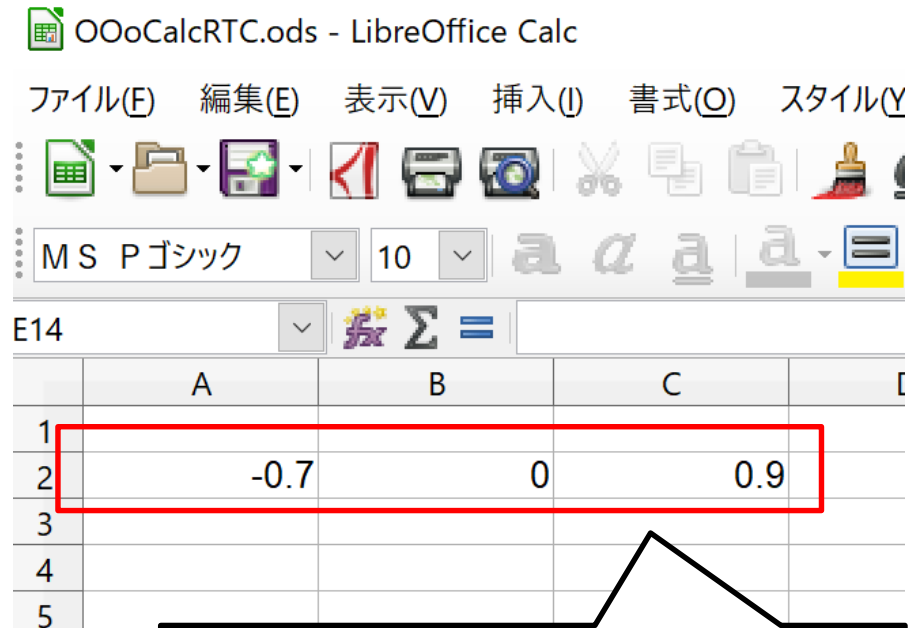 OOoCalcRTC.ods - LibreOffice Calc
ファイル(F) 編集(E) 表示(V) 挿入(I) 書式(O) スタイル(Y
ＭＳ Ｐゴシック 10 a a a a
E14 fx Σ =
A B C D
1
2 -0.7 0 0.9
3
4
5